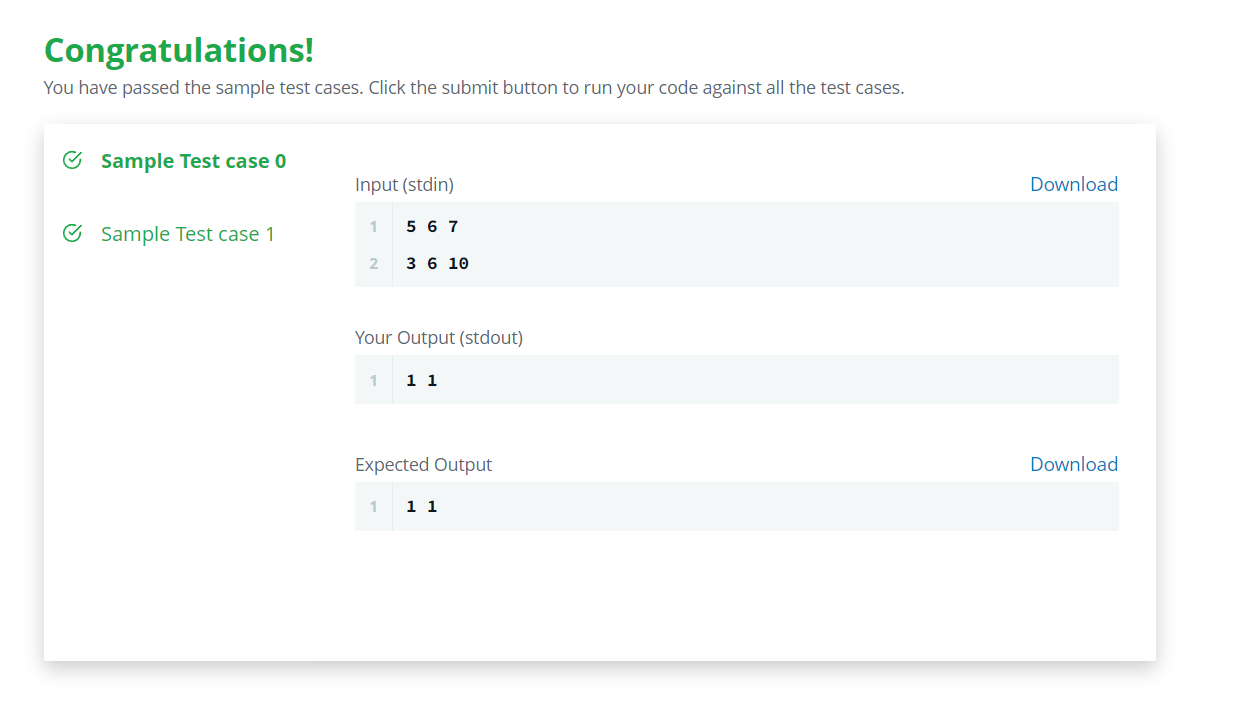 Congratulations!
You have passed the sample test cases. Click the submit button to run your code against all the test cases.
Sample Test case 0
Sample Test case 1
Input (stdin)
Download
1 5 6 7
2 3 6 10
Your Output (stdout)
1 1 1
Expected Output
Download
1 1 1